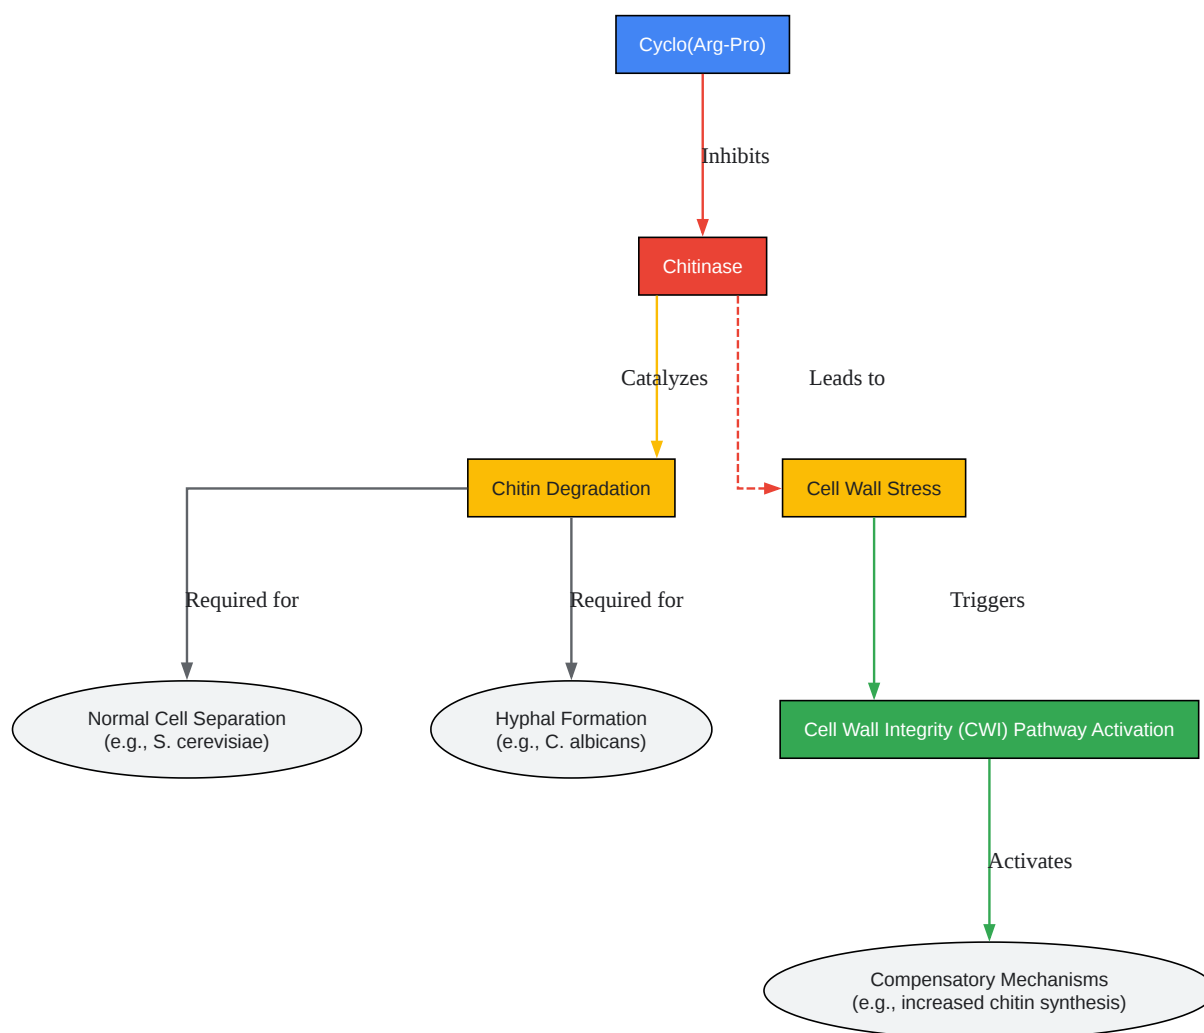 Cyclo(Arg-Pro)
Inhibits
Chitinase
Catalyzes
Leads to
Chitin Degradation
Cell Wall Stress
Required for
Required for
Triggers
Normal Cell Separation
(e.g., S. cerevisiae)
Hyphal Formation
(e.g., C. albicans)
Cell Wall Integrity (CWI) Pathway Activation
Activates
Compensatory Mechanisms
(e.g., increased chitin synthesis)